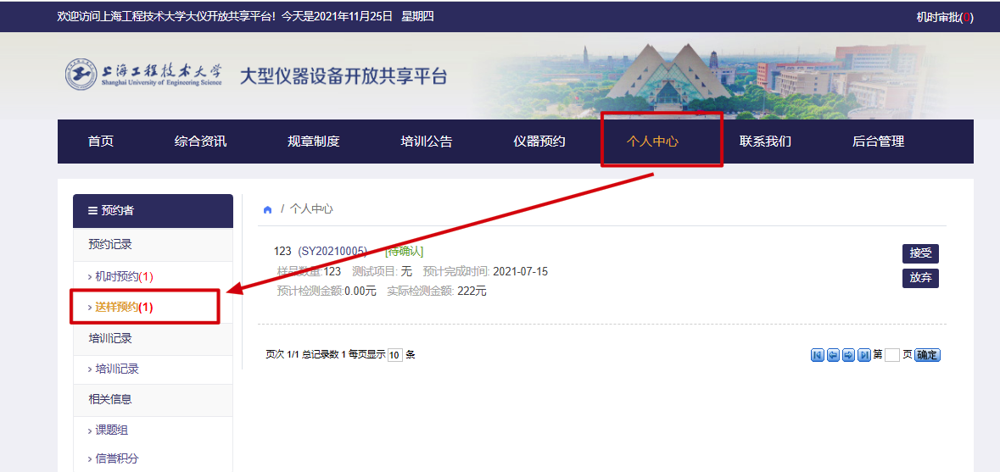 欢迎访问上海工程技术大学大仪开放共享平台！今天是2021年11月25日 星期四
机时审批(0)
上海工程技术大学
Shanghai University of Engineering Science
大型仪器设备开放共享平台
首页 综合资讯 规章制度 培训公告 仪器预约 个人中心 联系我们 后台管理
预约者
预约记录
机时预约(1)
送样预约(1)
培训记录
培训记录
相关信息
课题组
信誉积分
/ 个人中心
123 (SY20210005) [待确认]
样品数量:123 测试项目: 无 预计完成时间: 2021-07-15
预计检测金额:0.00元 实际检测金额: 222元
接受
放弃
页次 1/1 总记录数 1 每页显示 10 条
第 页 确定